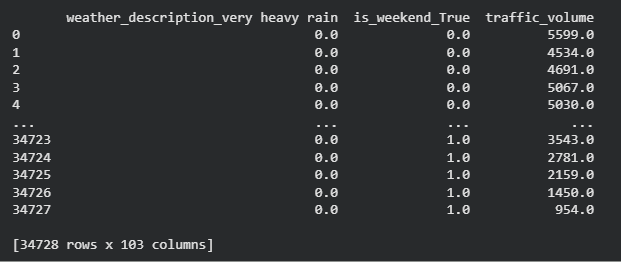 weather_description_very heavy rain is_weekend_True traffic_volume
0 0.0 0.0 5599.0
1 0.0 0.0 4534.0
2 0.0 0.0 4691.0
3 0.0 0.0 5067.0
4 0.0 0.0 5030.0
... ... ... ...
34723 0.0 1.0 3543.0
34724 0.0 1.0 2781.0
34725 0.0 1.0 2159.0
34726 0.0 1.0 1450.0
34727 0.0 1.0 954.0
[34728 rows x 103 columns]